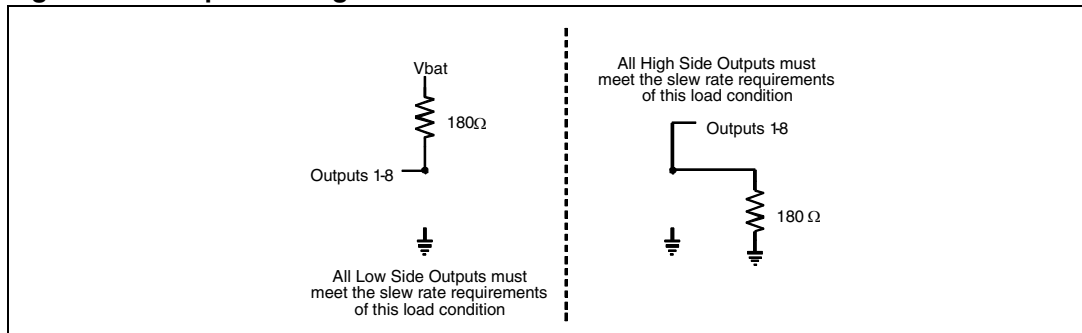 Vbat
180Ω
Outputs 1-8
All Low Side Outputs must
meet the slew rate requirements
of this load condition
All High Side Outputs must
meet the slew rate requirements
of this load condition
Outputs 1-8
180 Ω